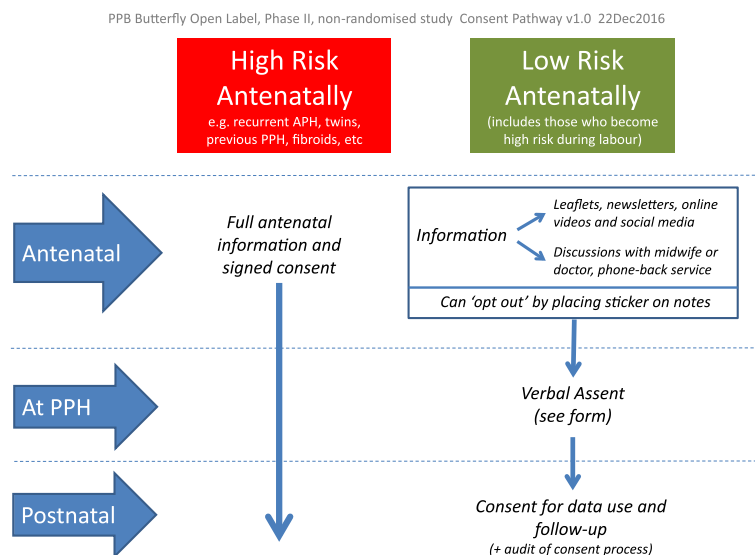 PPB Butterfly Open Label, Phase II, non-randomised study  Consent Pathway v1.0  22Dec2016
High Risk
Antenatally
e.g. recurrent APH, twins,
previous PPH, fibroids, etc
Low Risk
Antenatally
(includes those who become
high risk during labour)
Antenatal
Full antenatal
information and
signed consent
Information
Leaflets, newsletters, online
videos and social media
Discussions with midwife or
doctor, phone-back service
Can ‘opt out’ by placing sticker on notes
At PPH
Verbal Assent
(see form)
Postnatal
Consent for data use and
follow-up
(+ audit of consent process)